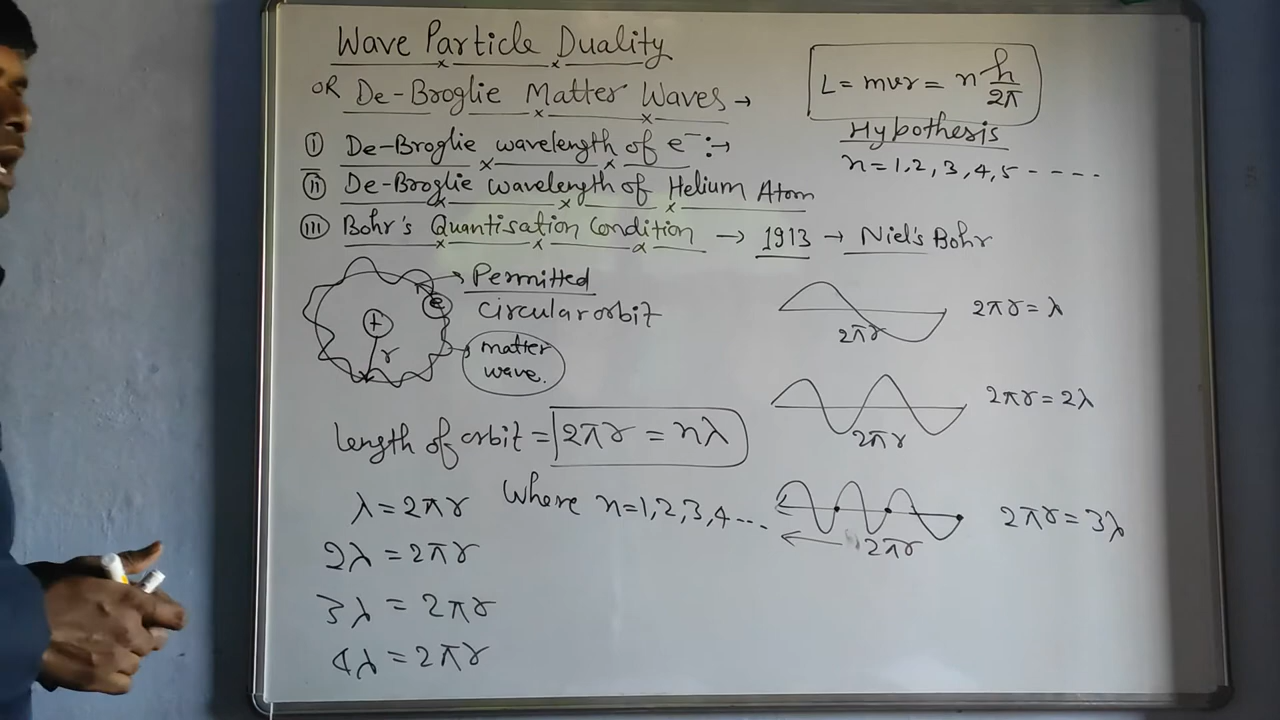 Wave Particle Duality
OR De-Broglie Matter Waves →
L = mvr = n h/2π
Hypothesis
n = 1, 2, 3, 4, 5 - - - -
(I) De-Broglie wavelength of e⁻ :→
(II) De-Broglie wavelength of Helium Atom
(III) Bohr's Quantisation Condition → 1913 → Niel's Bohr
Permitted
circular orbit
e
+
r
matter
wave.
2πr
2πr = λ
2πr
2πr = 2λ
length of orbit = 2πr = nλ
Where n=1,2,3,4 ...
2πr
2πr = 3λ
λ = 2πr
2λ = 2πr
3λ = 2πr
4λ = 2πr